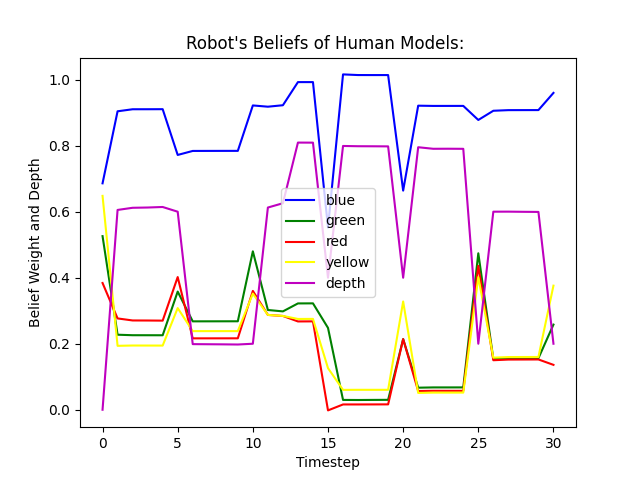 Robot's Beliefs of Human Models:
Belief Weight and Depth
1.0
0.8
0.6
0.4
0.2
0.0
blue
green
red
yellow
depth
0 5 10 15 20 25 30
Timestep